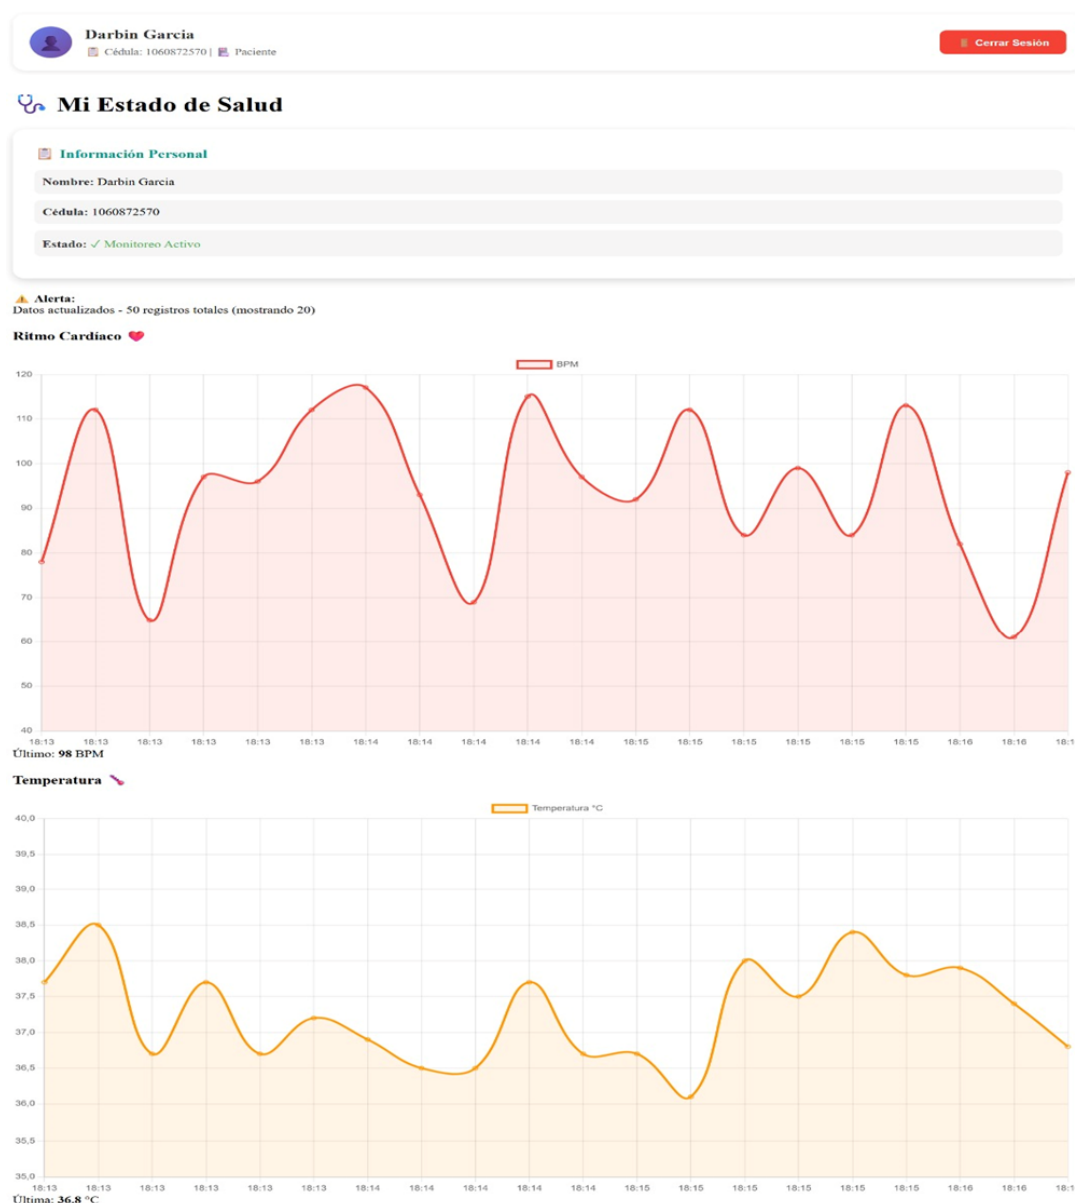 Darbin Garcia
Cédula: 1060872570 | Paciente
Cerrar Sesión
Mi Estado de Salud
Información Personal
Nombre: Darbin Garcia
Cédula: 1060872570
Estado: ✓ Monitoreo Activo
Alerta:
Datos actualizados - 50 registros totales (mostrando 20)
Ritmo Cardíaco
BPM
120
110
100
90
80
70
60
50
40
18:13 18:13 18:13 18:13 18:13 18:13 18:14 18:14 18:14 18:14 18:14 18:15 18:15 18:15 18:15 18:15 18:15 18:16 18:16 18:1
Último: 98 BPM
Temperatura
Temperatura °C
40,0
39,5
39,0
38,5
38,0
37,5
37,0
36,5
36,0
35,5
35,0
18:13 18:13 18:13 18:13 18:13 18:13 18:14 18:14 18:14 18:14 18:14 18:15 18:15 18:15 18:15 18:15 18:15 18:16 18:16 18:1
Última: 36.8 °C